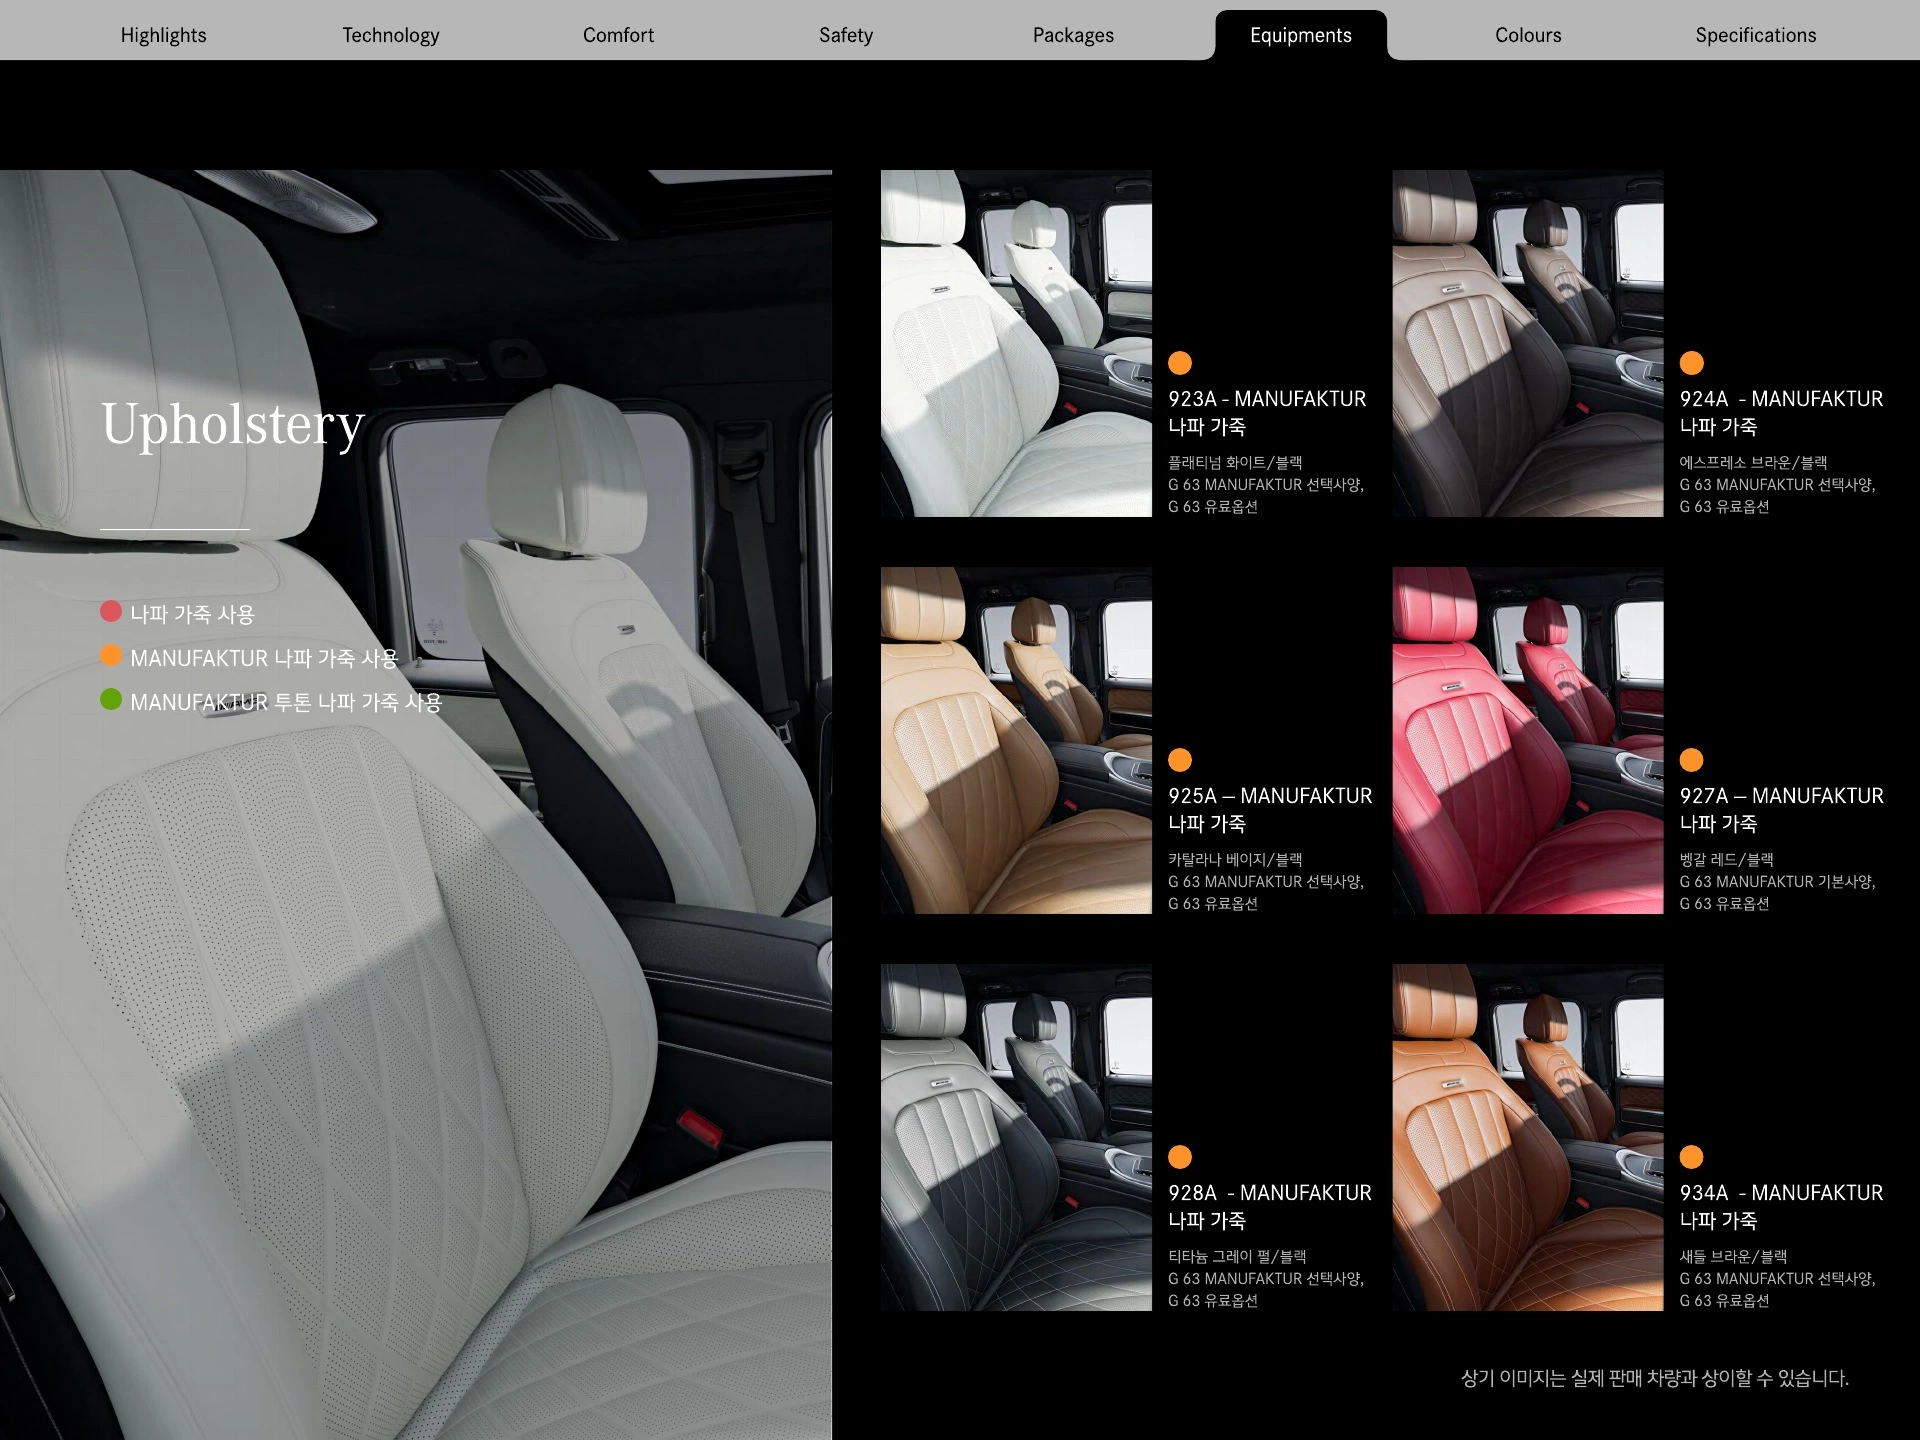 Highlights
Technology
Comfort
Safety
Packages
Equipments
Colours
Specifications
Upholstery
나파 가죽 사용
MANUFAKTUR 나파 가죽 사용
MANUFAKTUR 투톤 나파 가죽 사용
923A - MANUFAKTUR
나파 가죽
플래티넘 화이트/블랙
G 63 MANUFAKTUR 선택사양,
G 63 유료옵션
924A - MANUFAKTUR
나파 가죽
에스프레소 브라운/블랙
G 63 MANUFAKTUR 선택사양,
G 63 유료옵션
925A – MANUFAKTUR
나파 가죽
카탈라나 베이지/블랙
G 63 MANUFAKTUR 선택사양,
G 63 유료옵션
927A – MANUFAKTUR
나파 가죽
벵갈 레드/블랙
G 63 MANUFAKTUR 기본사양,
G 63 유료옵션
928A - MANUFAKTUR
나파 가죽
티타늄 그레이 펄/블랙
G 63 MANUFAKTUR 선택사양,
G 63 유료옵션
934A - MANUFAKTUR
나파 가죽
새들 브라운/블랙
G 63 MANUFAKTUR 선택사양,
G 63 유료옵션
상기 이미지는 실제 판매 차량과 상이할 수 있습니다.